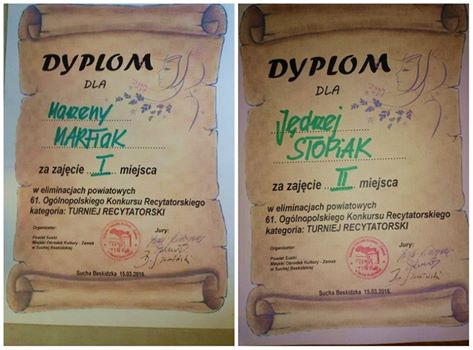 DYPLOM
DLA
Marzeny
MARFIAK
za zajęcie I miejsca
w eliminacjach powiatowych
61. Ogólnopolskiego Konkursu Recytatorskiego
kategoria: TURNIEJ RECYTATORSKI
Organizator:
Jury:
Powiat Suski
Miejski Ośrodek Kultury - Zamek
w Suchej Beskidzkiej
Sucha Beskidzka 15.03.2016.
DYPLOM
DLA
Jędrzej
STOPIAK
za zajęcie II miejsca
w eliminacjach powiatowych
61. Ogólnopolskiego Konkursu Recytatorskiego
kategoria: TURNIEJ RECYTATORSKI
Organizator:
Jury:
Powiat Suski
Miejski Ośrodek Kultury - Zamek
w Suchej Beskidzkiej
Sucha Beskidzka 15.03.2016.